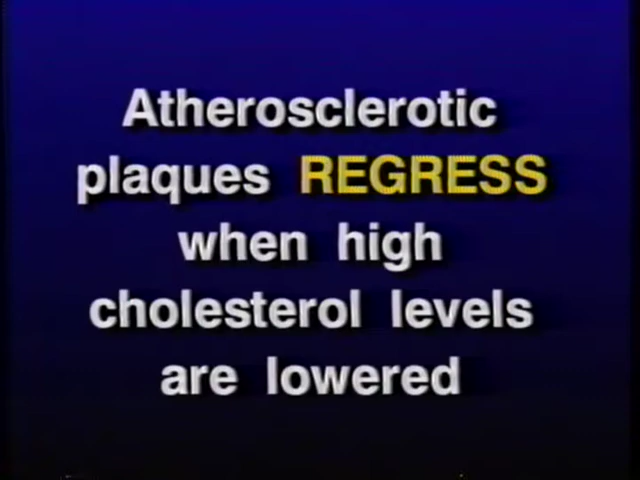 Atherosclerotic
plaques REGRESS
when high
cholesterol levels
are lowered